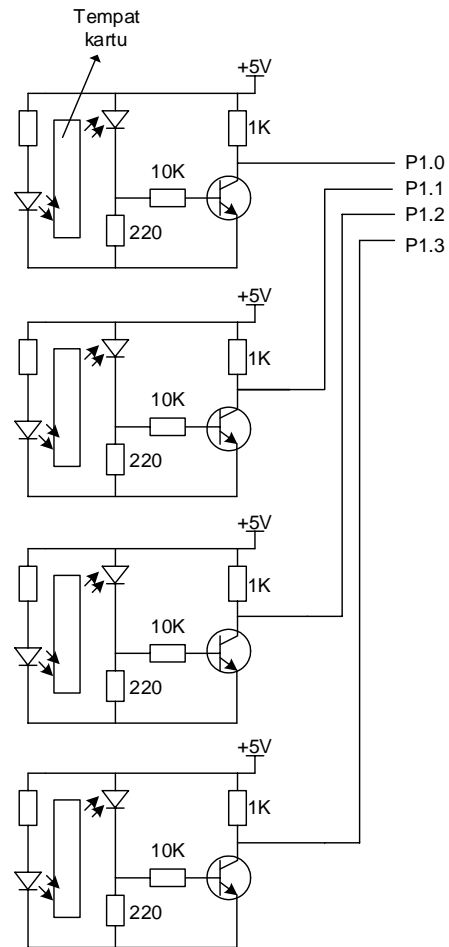 Tempat
kartu
+5V
1K
10K
220
P1.0
P1.1
P1.2
P1.3
+5V
1K
10K
220
+5V
1K
10K
220
+5V
1K
10K
220